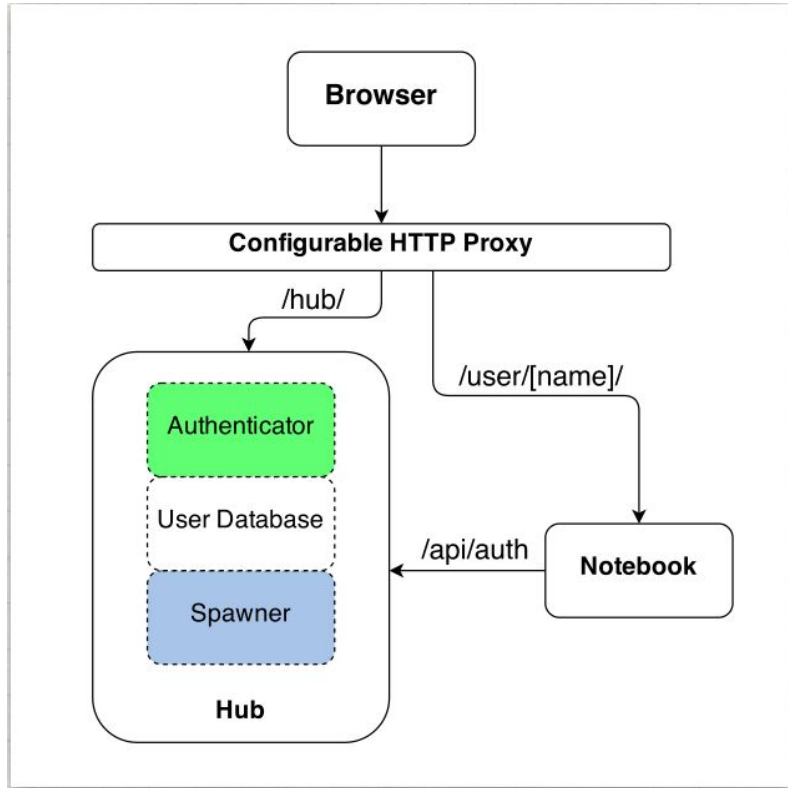 Browser
Configurable HTTP Proxy
/hub/
/user/[name]/
Authenticator
User Database
/api/auth
Notebook
Spawner
Hub